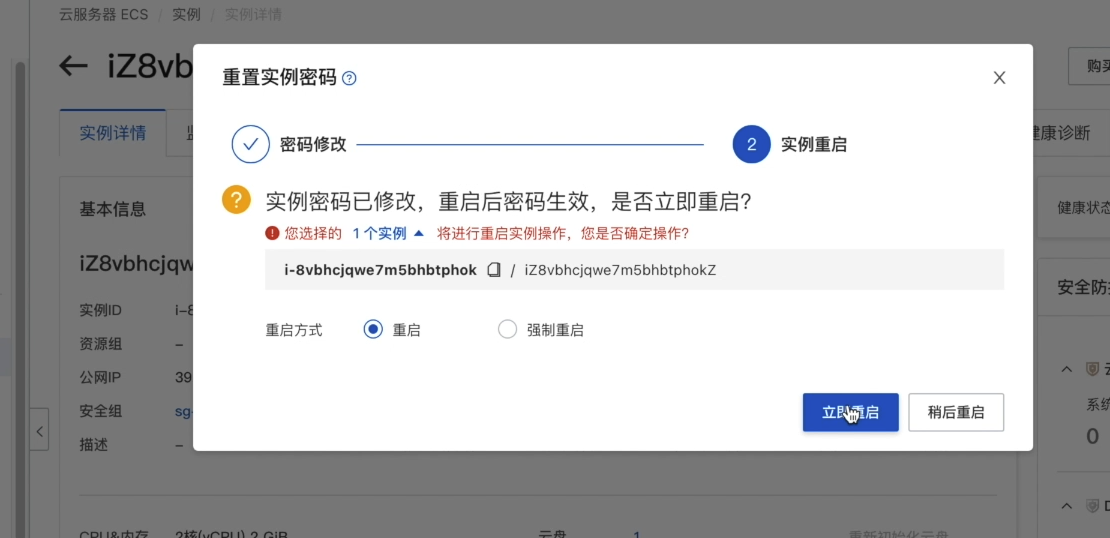 云服务器 ECS / 实例 / 实例详情
← iZ8vb
购买
实例详情
健康诊断
重置实例密码
密码修改
2 实例重启
实例密码已修改，重启后密码生效，是否立即重启？
您选择的 1 个实例 将进行重启实例操作，您是否确定操作？
i-8vbhcjqwe7m5bhbtphok / iZ8vbhcjqwe7m5bhbtphokZ
重启方式 重启 强制重启
立即重启 稍后重启
基本信息
健康状态
iZ8vbhcjqw
安全防
实例ID i-8
资源组 –
公网IP 39
安全组 sg-
描述 –
系统
0
CPU&内存 2核(vCPU) 2 GiB 云盘 1 重新初始化云盘